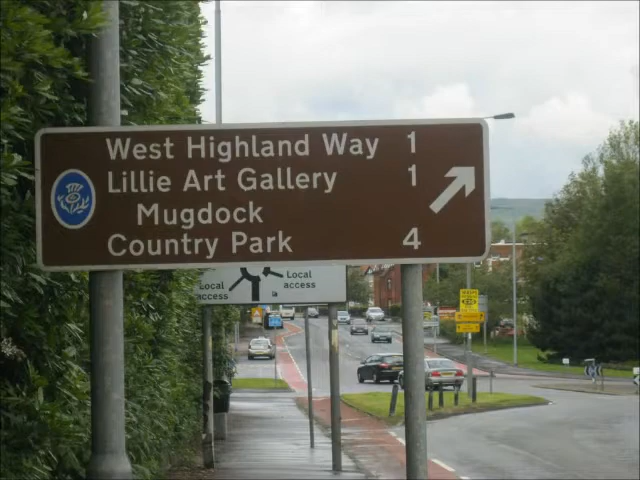 West Highland Way 1
Lillie Art Gallery 1
Mugdock
Country Park 4
Local access
Local access